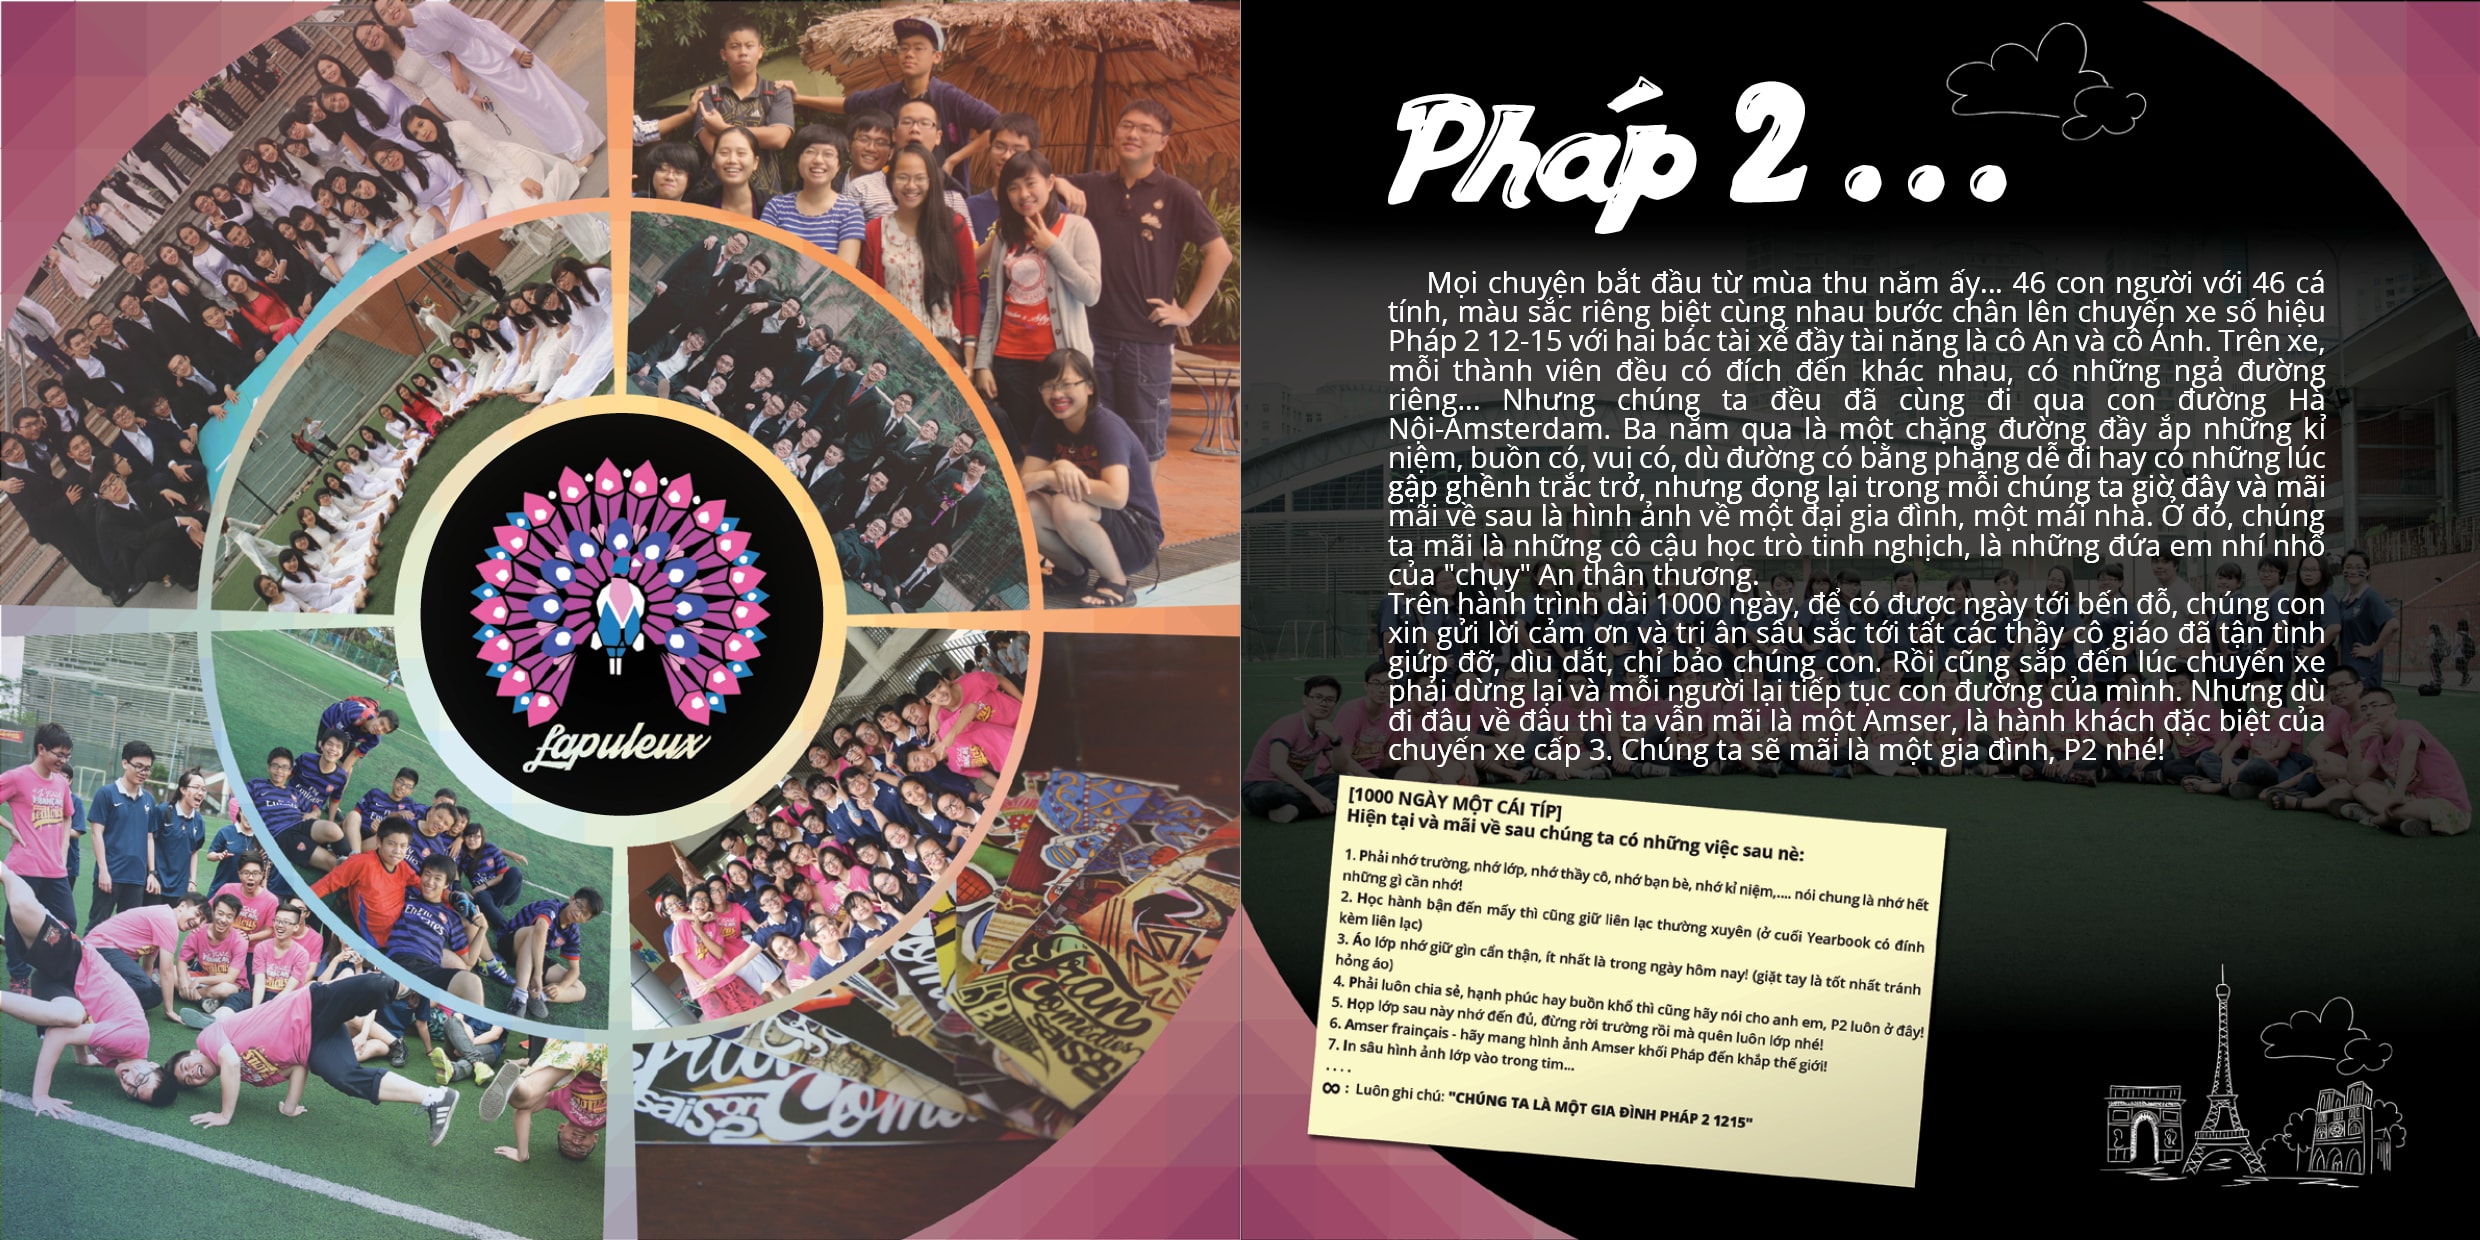 Lapuleux
Pháp 2 . . .
Mọi chuyện bắt đầu từ mùa thu năm ấy... 46 con người với 46 cá
tính, màu sắc riêng biệt cùng nhau bước chân lên chuyến xe số hiệu
Pháp 2 12-15 với hai bác tài xế đầy tài năng là cô An và cô Ánh. Trên xe,
mỗi thành viên đều có đích đến khác nhau, có những ngả đường
riêng... Nhưng chúng ta đều đã cùng đi qua con đường Hà
Nội-Amsterdam. Ba năm qua là một chặng đường đầy ắp những kỉ
niệm, buồn có, vui có, dù đường có bằng phẳng dễ đi hay có những lúc
gập ghềnh trắc trở, nhưng đọng lại trong mỗi chúng ta giờ đây và mãi
mãi về sau là hình ảnh về một đại gia đình, một mái nhà. Ở đó, chúng
ta mãi là những cô cậu học trò tinh nghịch, là những đứa em nhí nhố
của "chụy" An thân thương.
Trên hành trình dài 1000 ngày, để có được ngày tới bến đỗ, chúng con
xin gửi lời cảm ơn và tri ân sâu sắc tới tất các thầy cô giáo đã tận tình
giứp đỡ, dìu dắt, chỉ bảo chúng con. Rồi cũng sắp đến lúc chuyến xe
phải dừng lại và mỗi người lại tiếp tục con đường của mình. Nhưng dù
đi đâu về đâu thì ta vẫn mãi là một Amser, là hành khách đặc biệt của
chuyến xe cấp 3. Chúng ta sẽ mãi là một gia đình, P2 nhé!
[1000 NGÀY MỘT CÁI TÍP]
Hiện tại và mãi về sau chúng ta có những việc sau nè:
1. Phải nhớ trường, nhớ lớp, nhớ thầy cô, nhớ bạn bè, nhớ kỉ niệm,.... nói chung là nhớ hết
những gì cần nhớ!
2. Học hành bận đến mấy thì cũng giữ liên lạc thường xuyên (ở cuối Yearbook có đính
kèm liên lạc)
3. Áo lớp nhớ giữ gìn cẩn thận, ít nhất là trong ngày hôm nay! (giặt tay là tốt nhất tránh
hỏng áo)
4. Phải luôn chia sẻ, hạnh phúc hay buồn khổ thì cũng hãy nói cho anh em, P2 luôn ở đây!
5. Họp lớp sau này nhớ đến đủ, đừng rời trường rồi mà quên luôn lớp nhé!
6. Amser frainçais - hãy mang hình ảnh Amser khối Pháp đến khắp thế giới!
7. In sâu hình ảnh lớp vào trong tim...
. . . .
∞ : Luôn ghi chú: "CHÚNG TA LÀ MỘT GIA ĐÌNH PHÁP 2 1215"